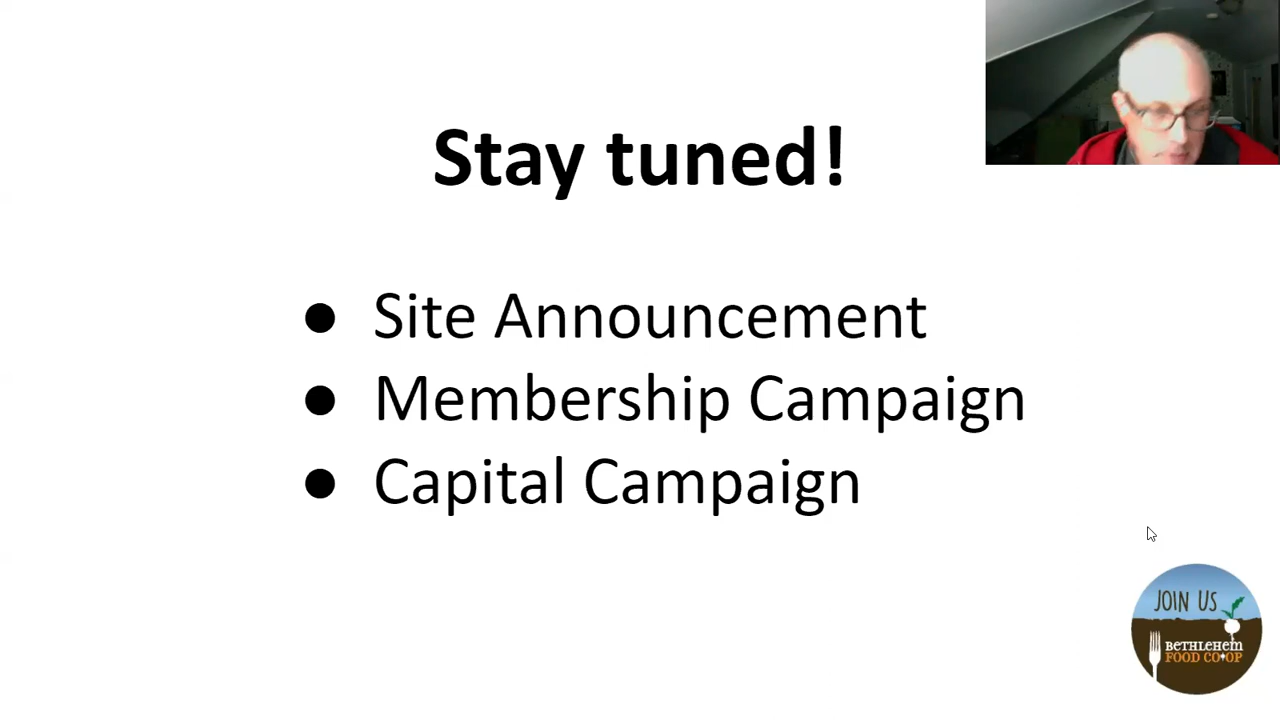 Stay tuned!
● Site Announcement
● Membership Campaign
● Capital Campaign
JOIN US
BETHLEHEM
FOOD CO•OP